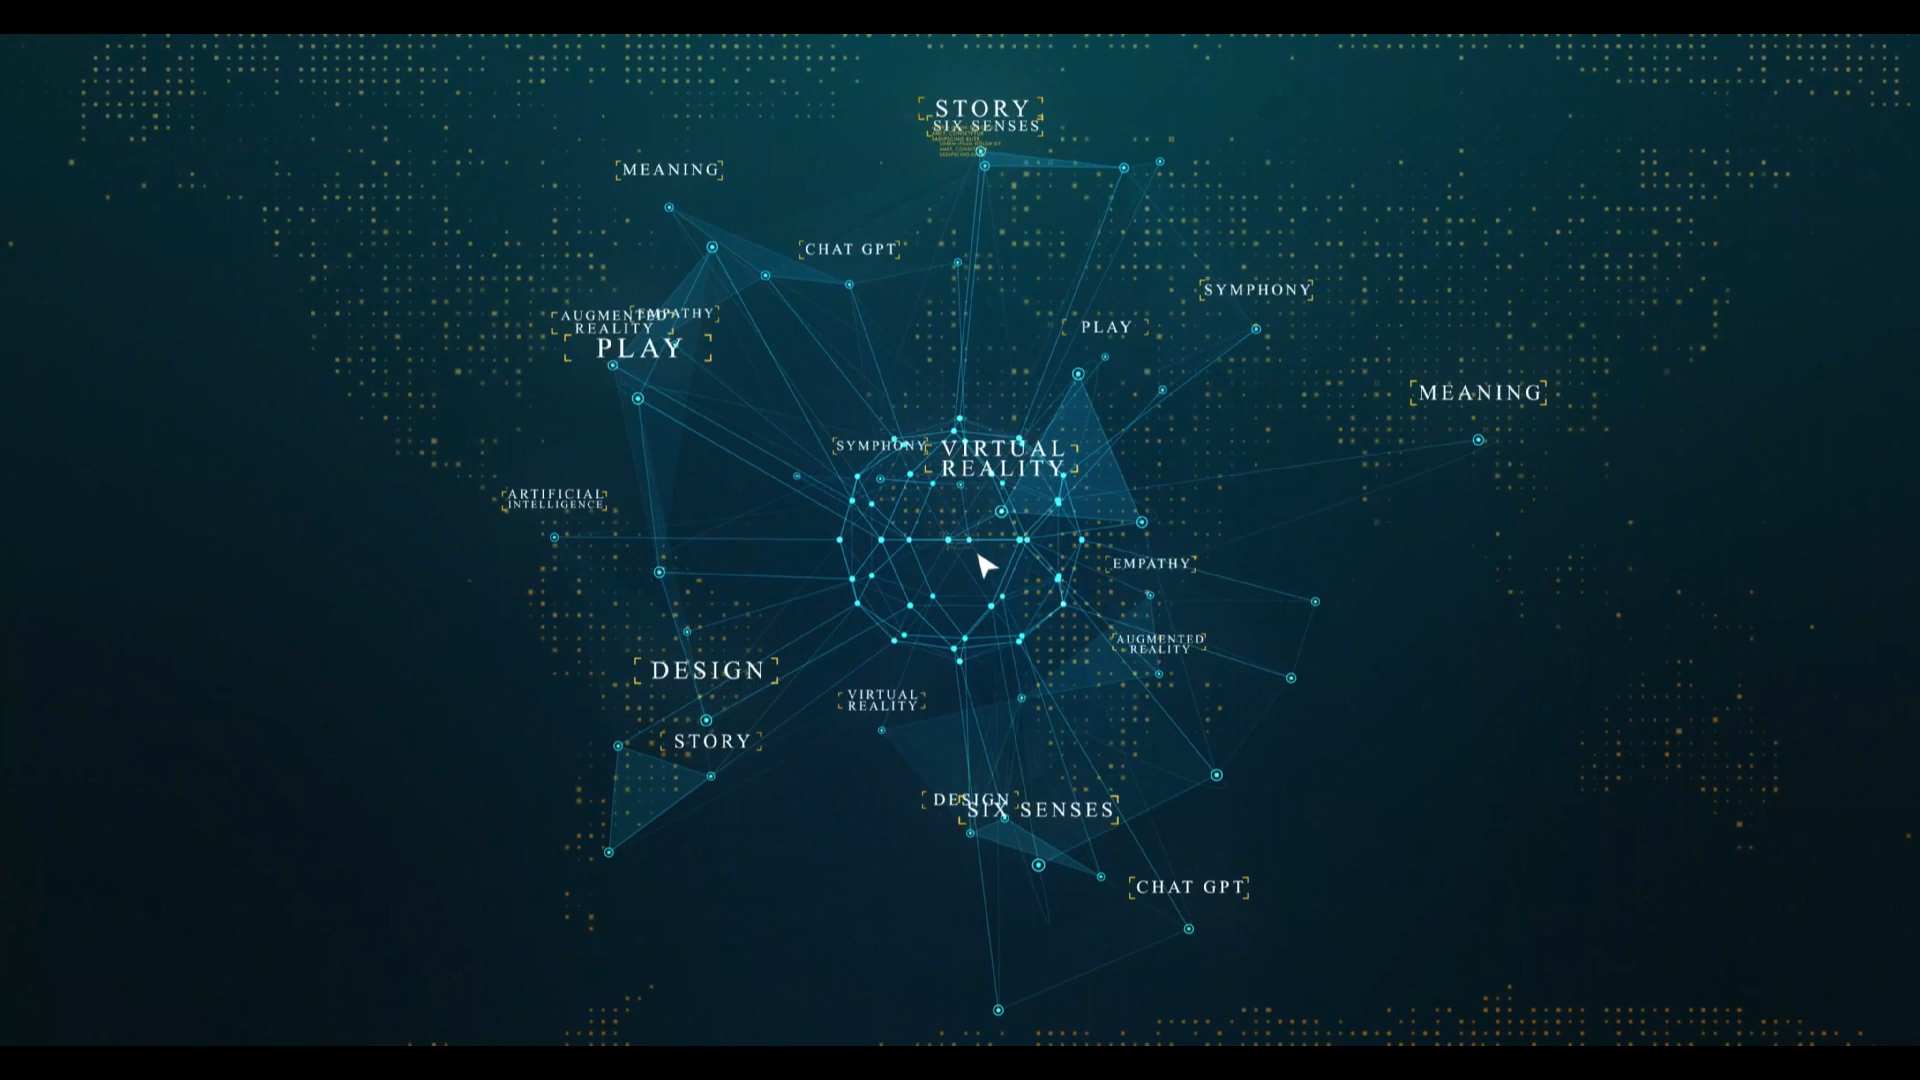 STORY
SIX SENSES
MEANING
CHAT GPT
SYMPHONY
AUGMENTED
REALITY
EMPATHY
PLAY
PLAY
MEANING
SYMPHONY
VIRTUAL
REALITY
ARTIFICIAL
INTELLIGENCE
EMPATHY
AUGMENTED
REALITY
DESIGN
VIRTUAL
REALITY
STORY
DESIGN
SIX SENSES
CHAT GPT